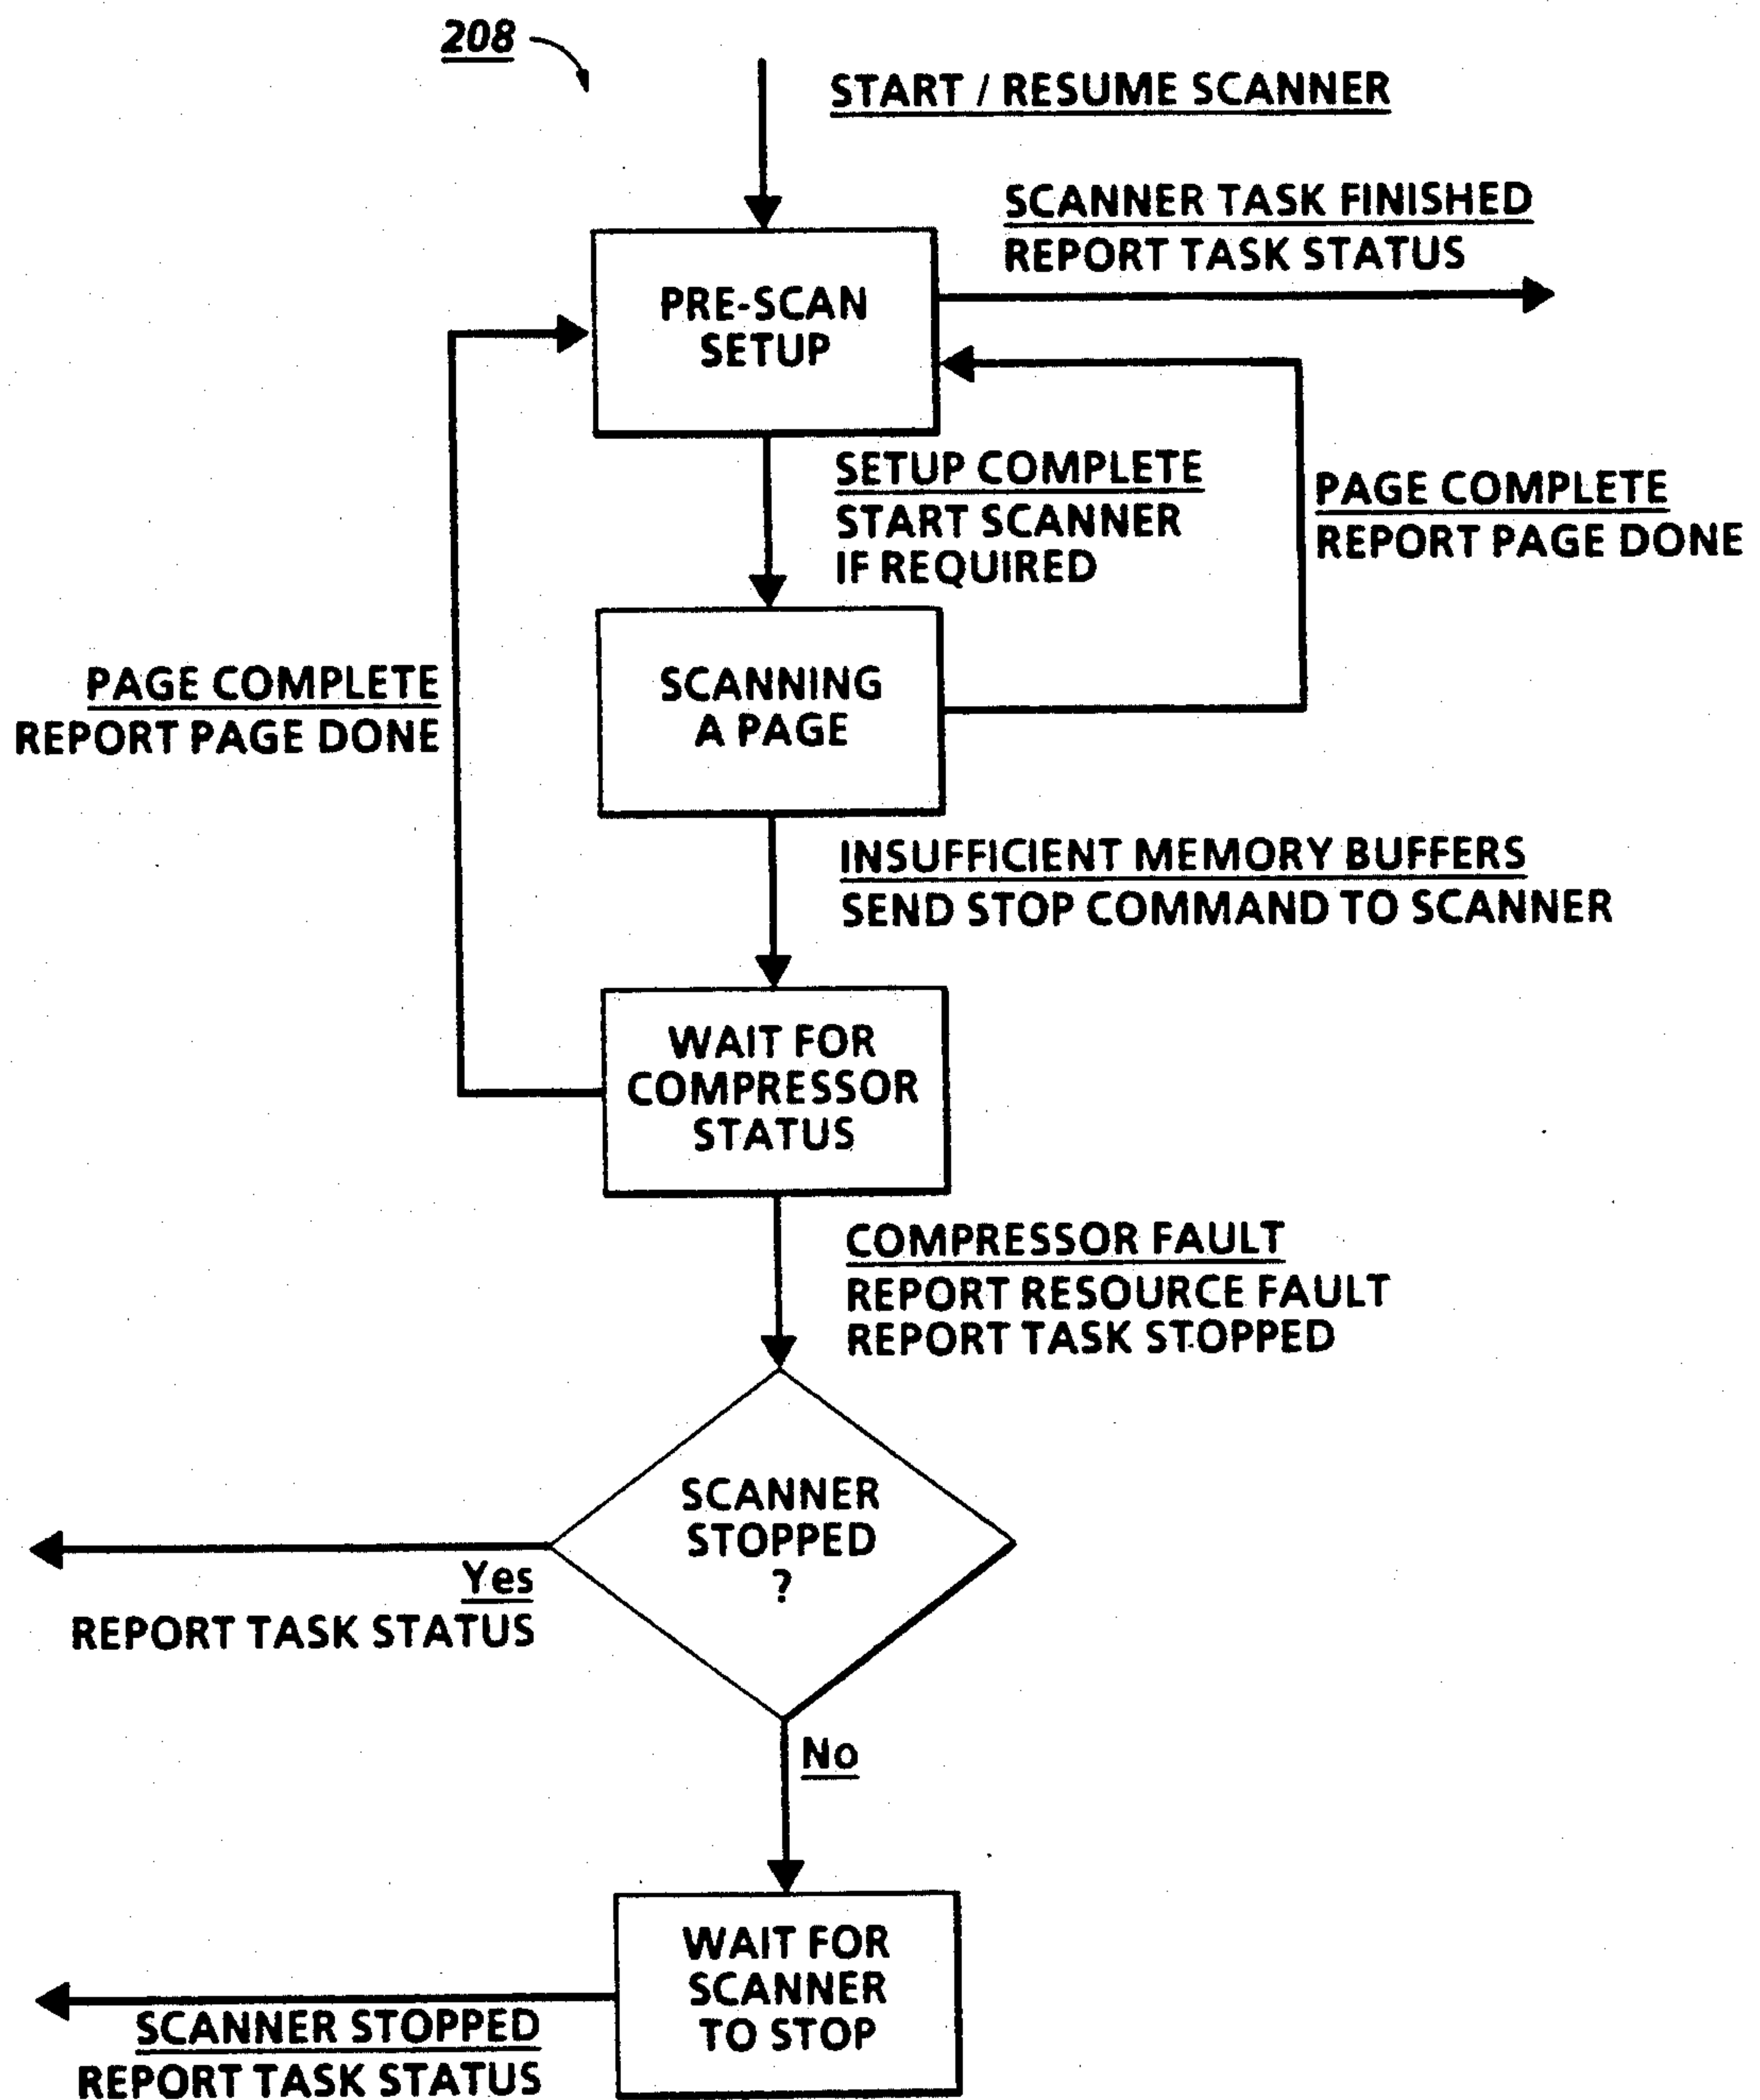 208
START / RESUME SCANNER
SCANNER TASK FINISHED
REPORT TASK STATUS
PRE-SCAN
SETUP
SETUP COMPLETE
START SCANNER
IF REQUIRED
PAGE COMPLETE
REPORT PAGE DONE
SCANNING
A PAGE
PAGE COMPLETE
REPORT PAGE DONE
INSUFFICIENT MEMORY BUFFERS
SEND STOP COMMAND TO SCANNER
WAIT FOR
COMPRESSOR
STATUS
COMPRESSOR FAULT
REPORT RESOURCE FAULT
REPORT TASK STOPPED
SCANNER
STOPPED
?
Yes
REPORT TASK STATUS
No
WAIT FOR
SCANNER
TO STOP
SCANNER STOPPED
REPORT TASK STATUS